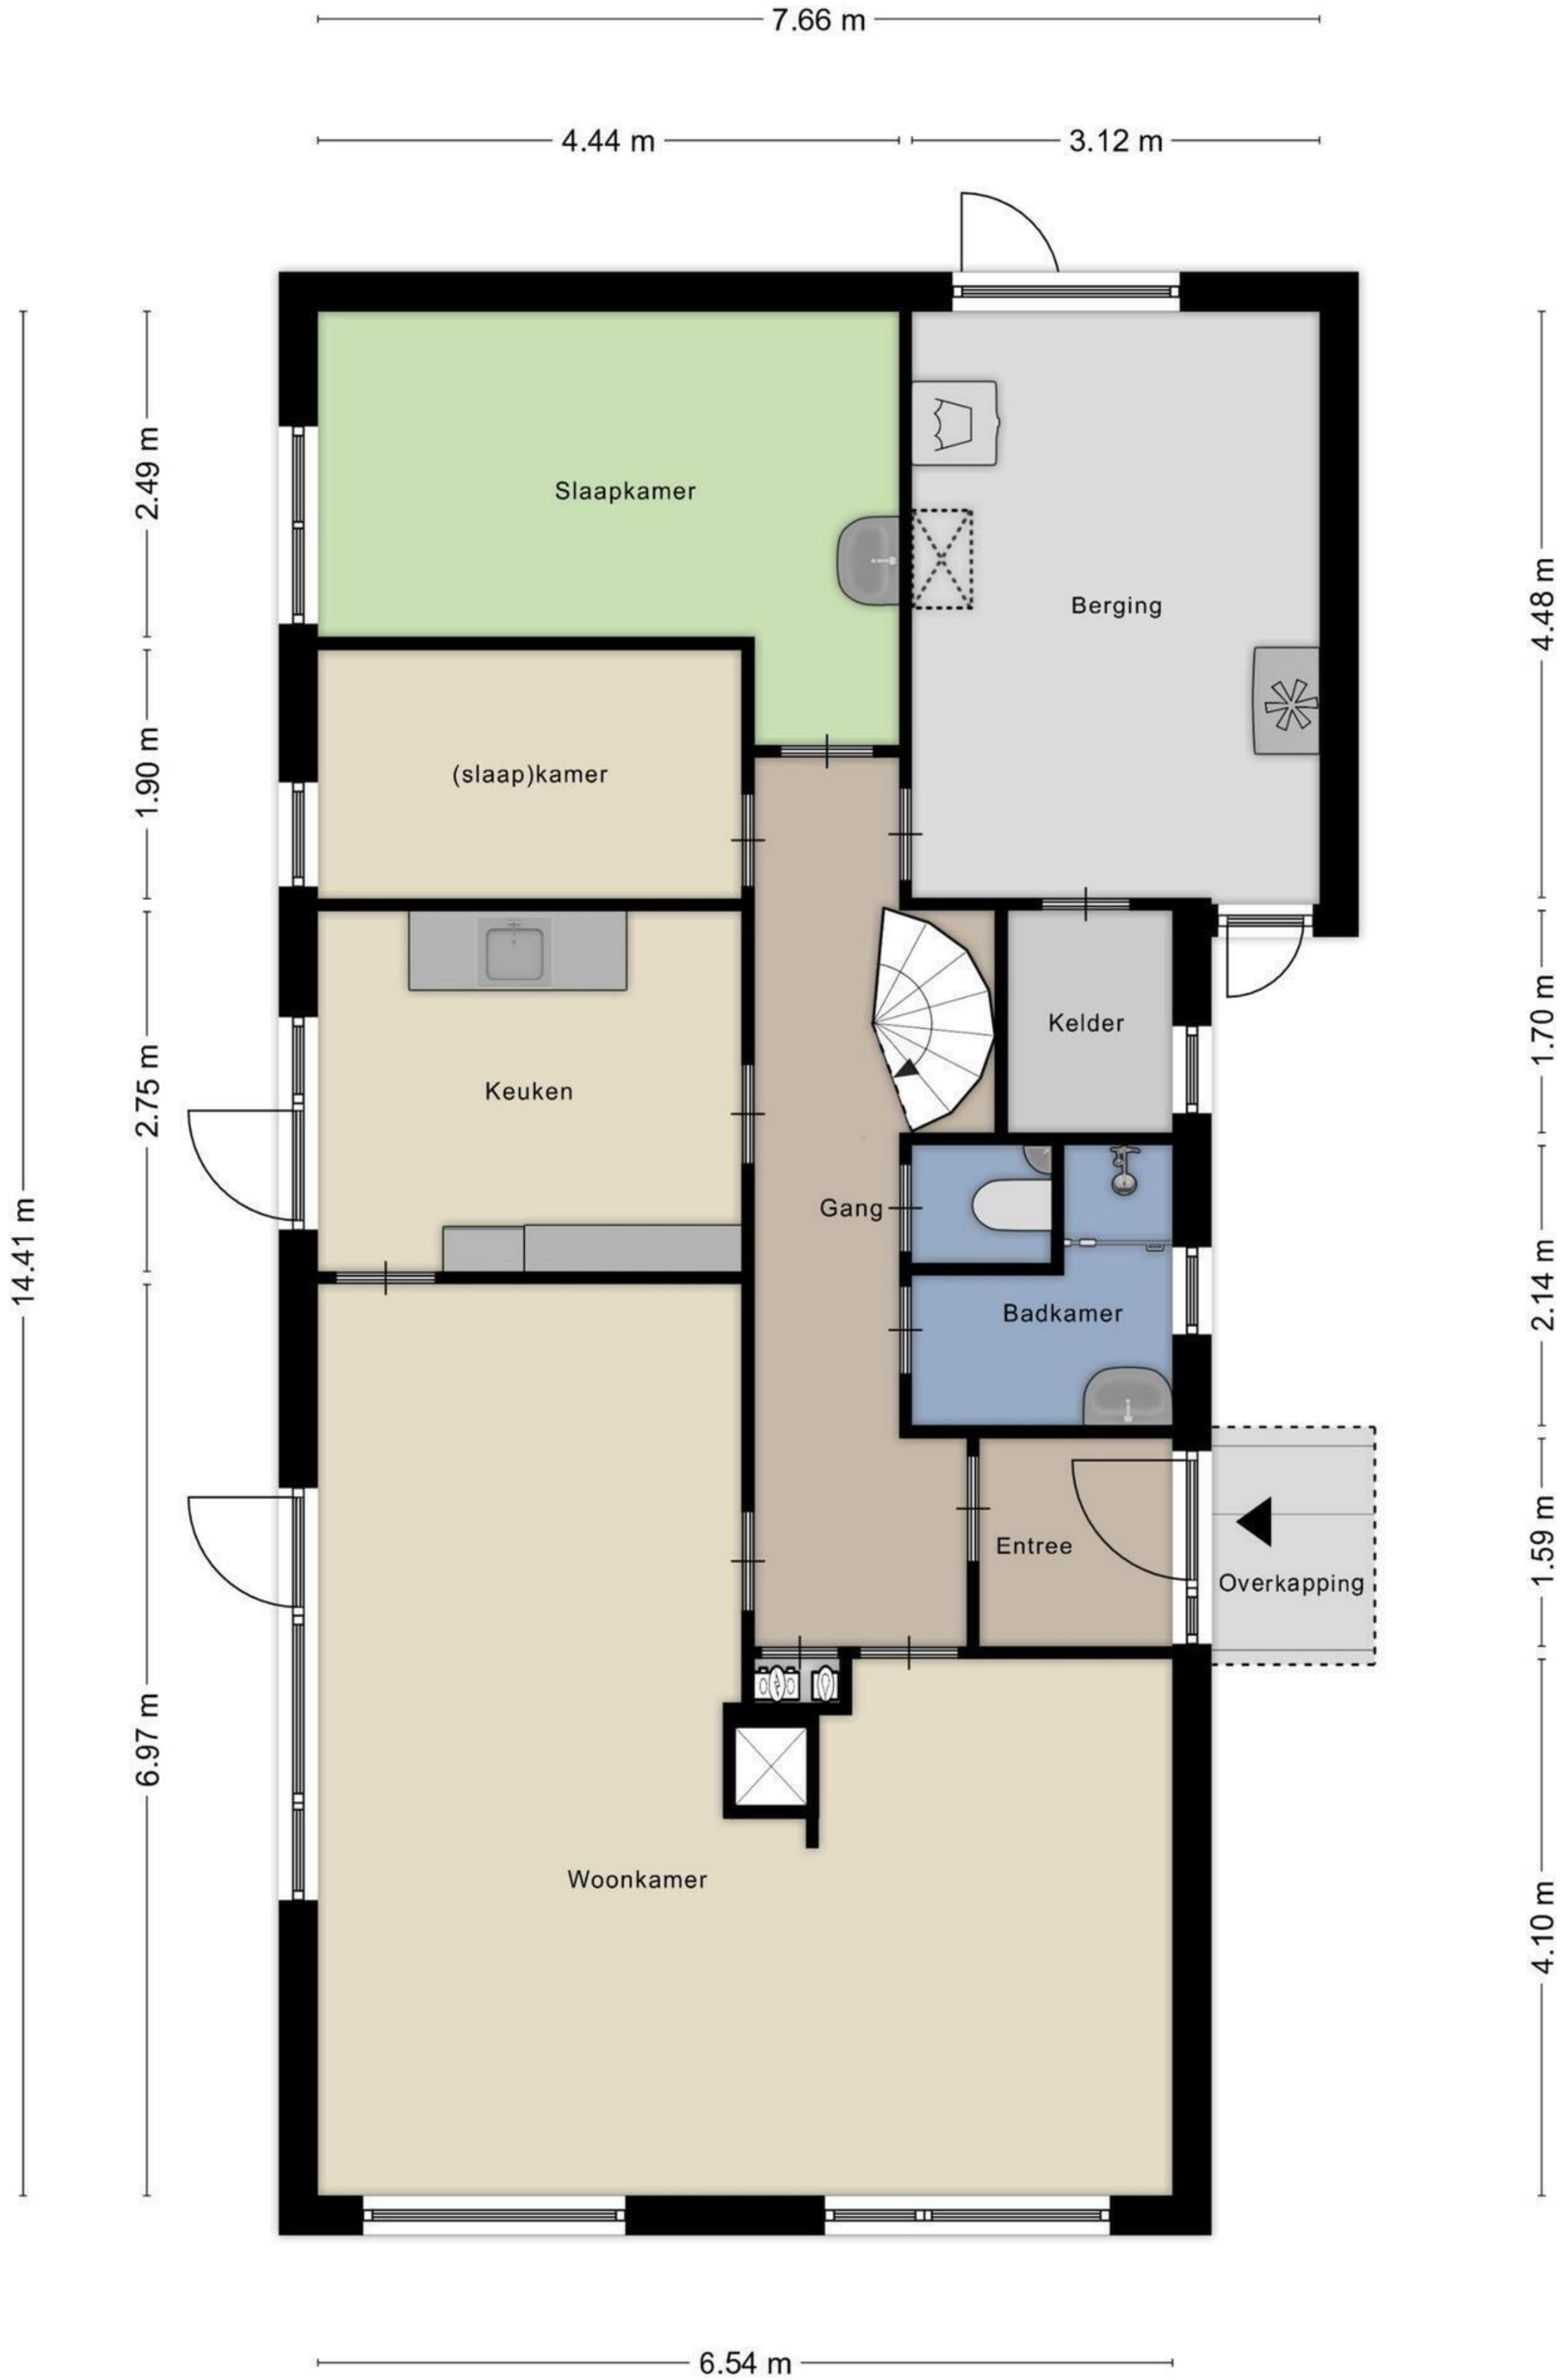 7.66 m
4.44 m
3.12 m
2.49 m
Slaapkamer
4.48 m
Berging
1.90 m
(slaap)kamer
1.70 m
Kelder
2.75 m
Keuken
Gang
14.41 m
2.14 m
Badkamer
1.59 m
Entree
Overkapping
6.97 m
Woonkamer
4.10 m
6.54 m